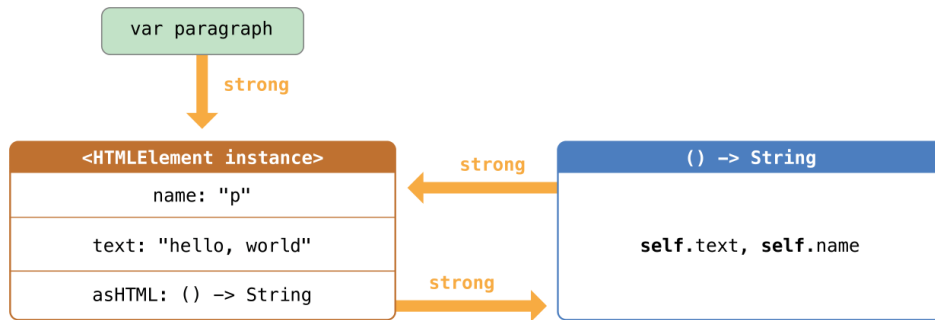 var paragraph
strong
<HTMLElement instance>
name: "p"
text: "hello, world"
asHTML: () -> String
strong
strong
() -> String
self.text, self.name